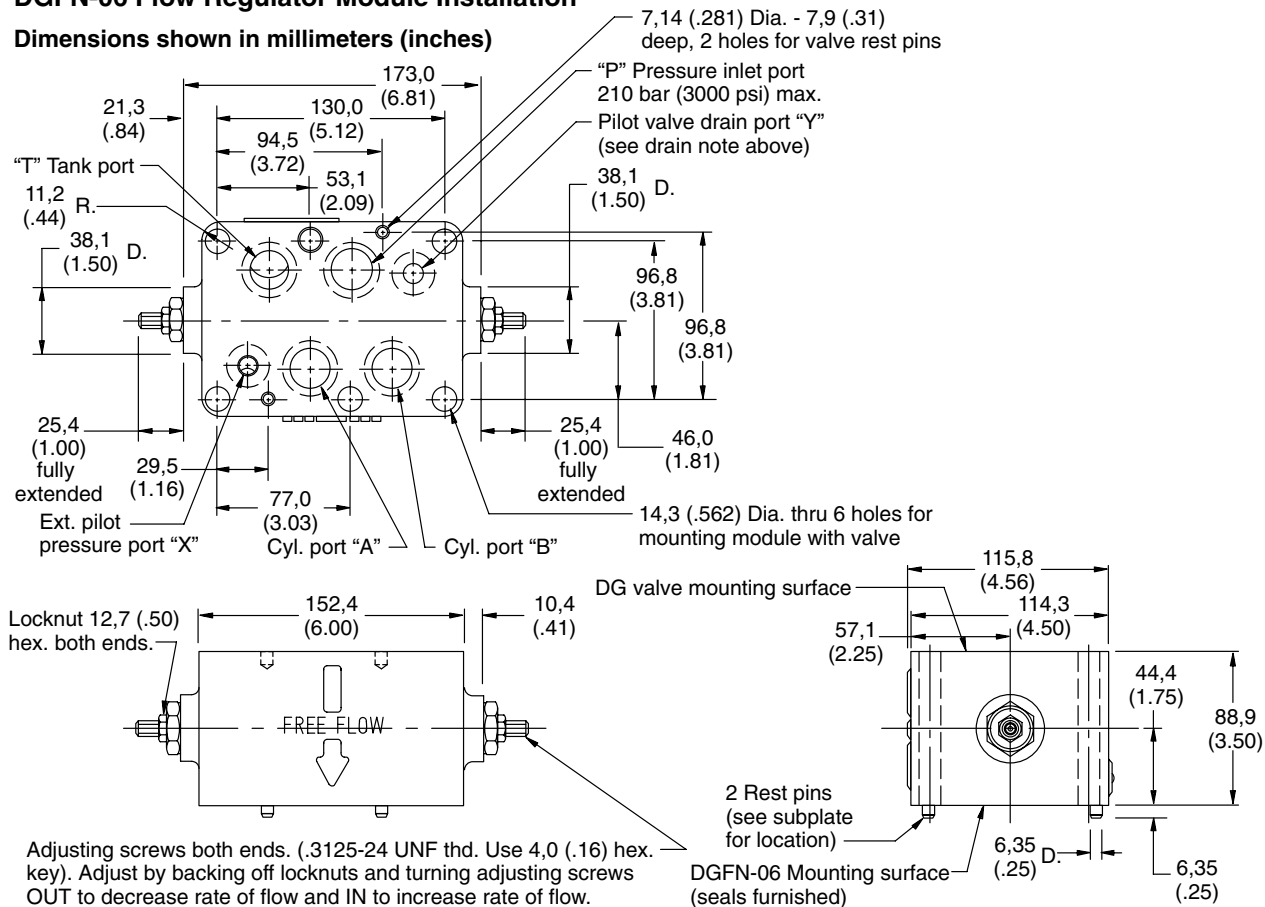 DGFN-06 Flow Regulator Module Installation
Dimensions shown in millimeters (inches)
7,14 (.281) Dia. - 7,9 (.31)
deep, 2 holes for valve rest pins
"P" Pressure inlet port
210 bar (3000 psi) max.
Pilot valve drain port "Y"
(see drain note above)
173,0
(6.81)
21,3
(.84)
130,0
(5.12)
94,5
(3.72)
53,1
(2.09)
"T" Tank port
11,2
(.44) R.
38,1
(1.50) D.
38,1
(1.50) D.
96,8
(3.81)
96,8
(3.81)
46,0
(1.81)
25,4
(1.00)
fully
extended
29,5
(1.16)
77,0
(3.03)
25,4
(1.00)
fully
extended
Ext. pilot
pressure port "X"
Cyl. port "A"
Cyl. port "B"
14,3 (.562) Dia. thru 6 holes for
mounting module with valve
Locknut 12,7 (.50)
hex. both ends.
152,4
(6.00)
10,4
(.41)
FREE FLOW
DG valve mounting surface
115,8
(4.56)
114,3
(4.50)
57,1
(2.25)
44,4
(1.75)
88,9
(3.50)
2 Rest pins
(see subplate
for location)
6,35
(.25) D.
6,35
(.25)
DGFN-06 Mounting surface
(seals furnished)
Adjusting screws both ends. (.3125-24 UNF thd. Use 4,0 (.16) hex.
key). Adjust by backing off locknuts and turning adjusting screws
OUT to decrease rate of flow and IN to increase rate of flow.